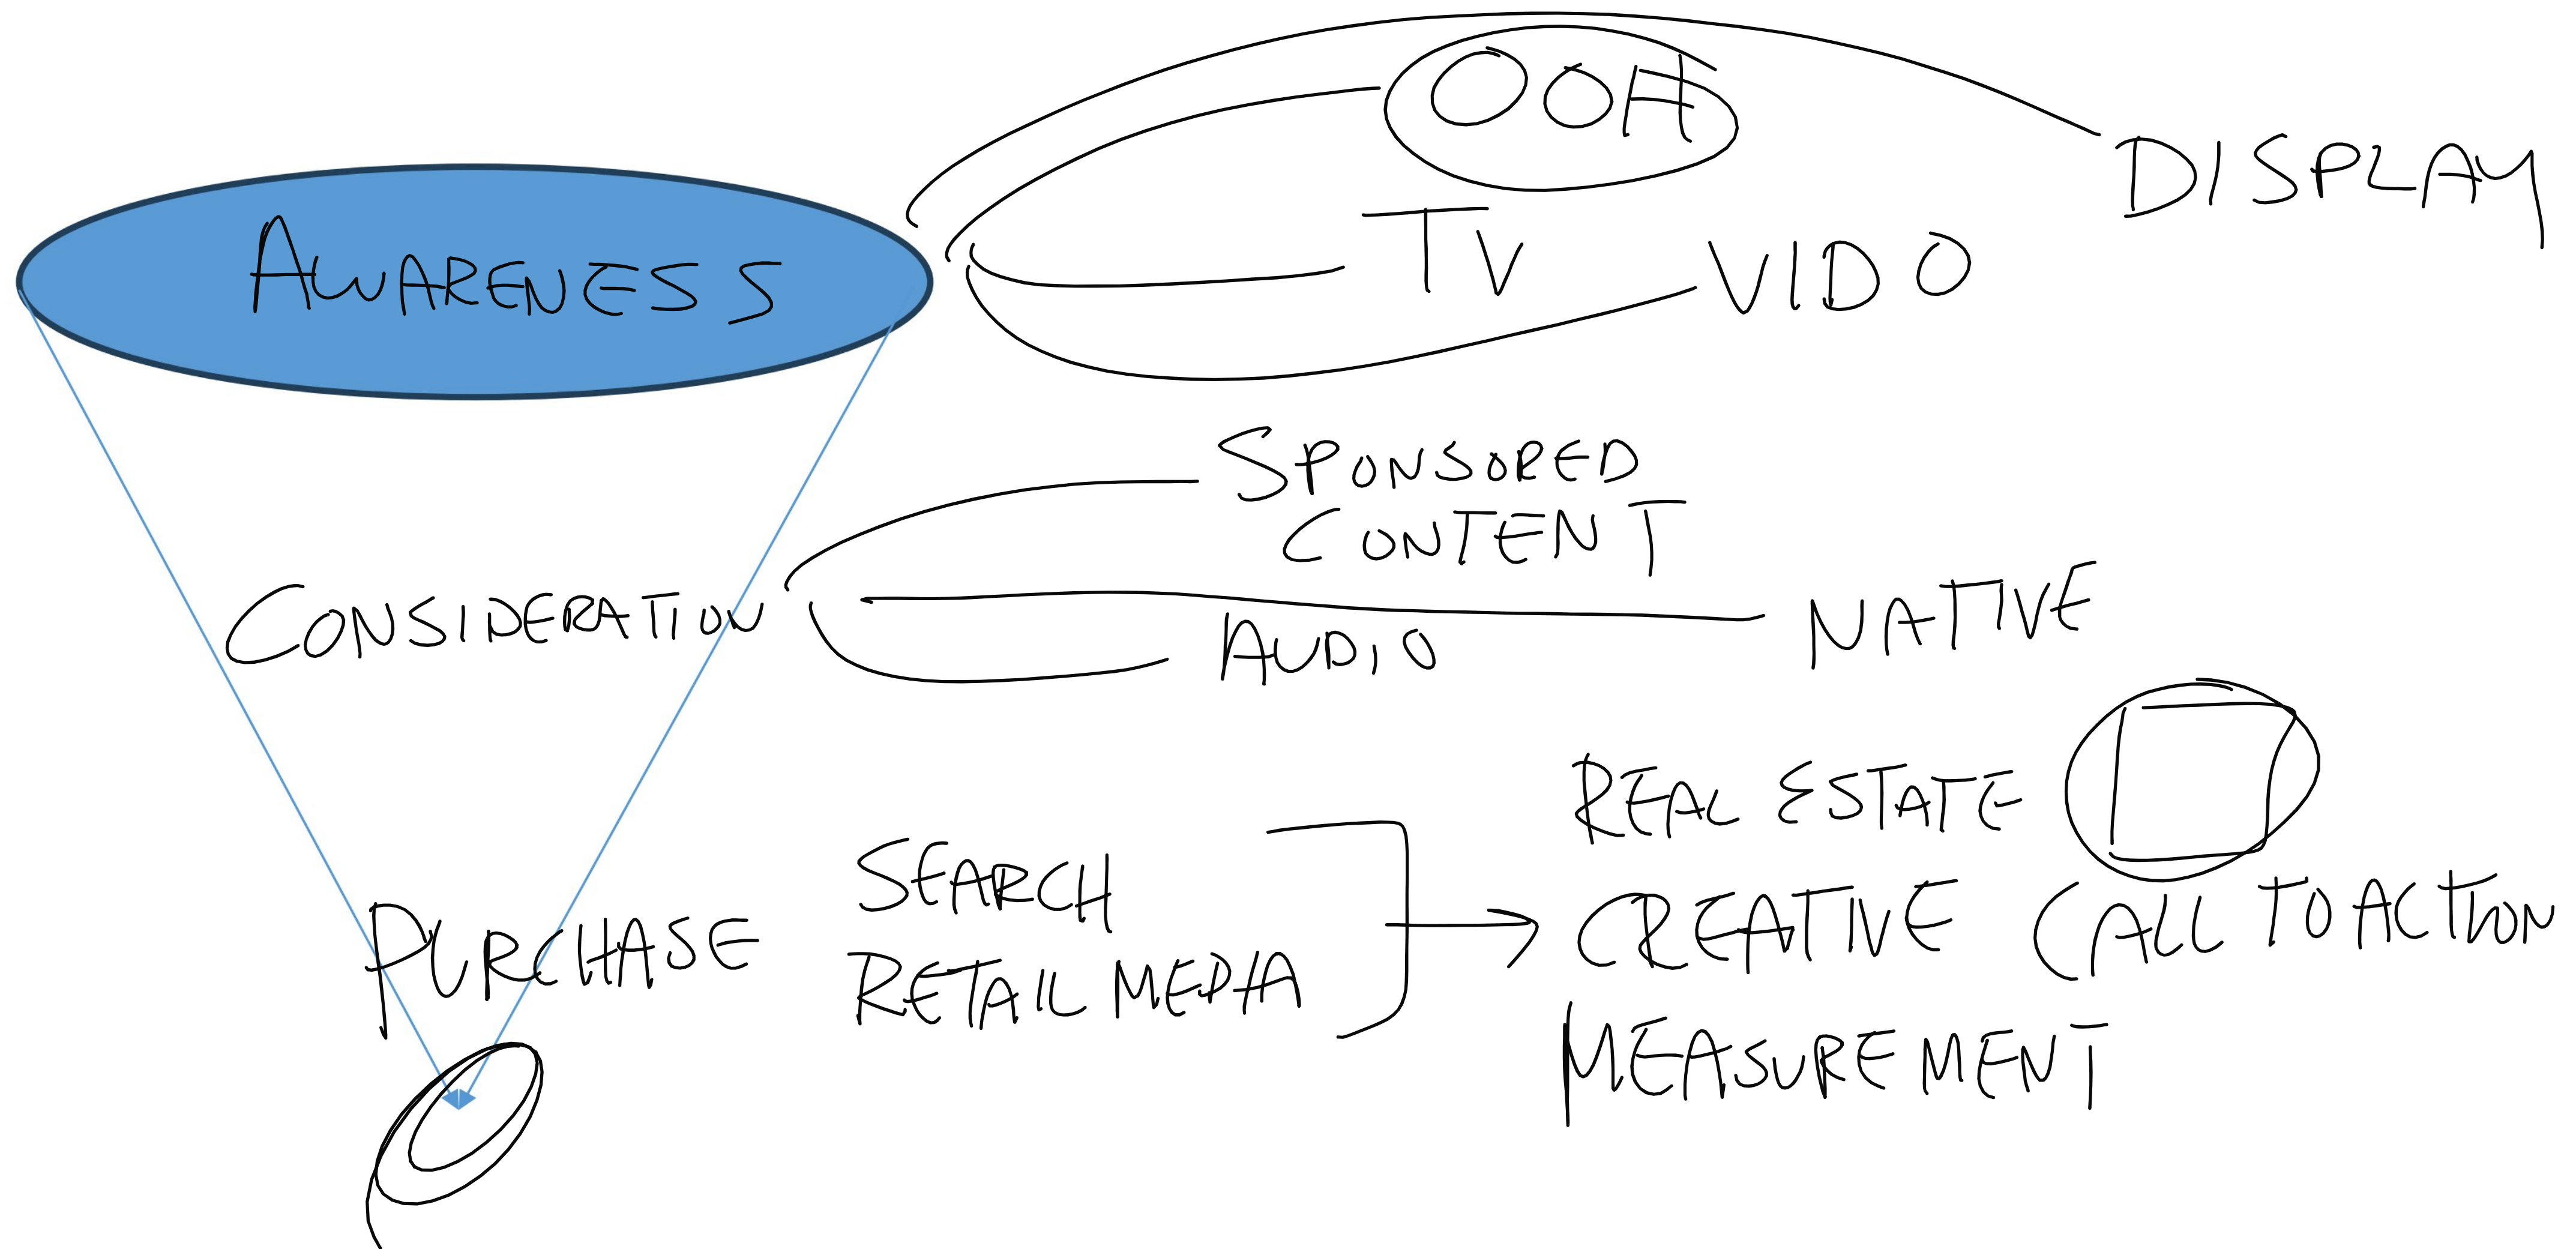 OOH
DISPLAY
AWARENESS
TV
VIDO
SPONSORED
CONTENT
CONSIDERATION
NATIVE
AUDIO
REAL ESTATE
SEARCH
CREATIVE CALL TO ACTION
PURCHASE
RETAIL MEDIA
MEASUREMENT